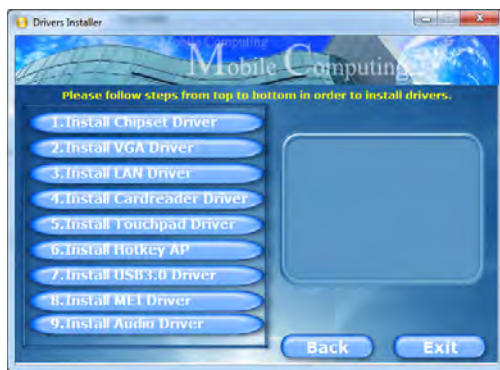 Drivers Installer
Mobile Computing
Mobile Computing
Please follow steps from top to bottom in order to install drivers.
1.Install Chipset Driver
2.Install VGA Driver
3.Install LAN Driver
4.Install Cardreader Driver
5.Install Touchpad Driver
6.Install Hotkey AP
7.Install USB3.0 Driver
8.Install MEI Driver
9.Install Audio Driver
Back
Exit